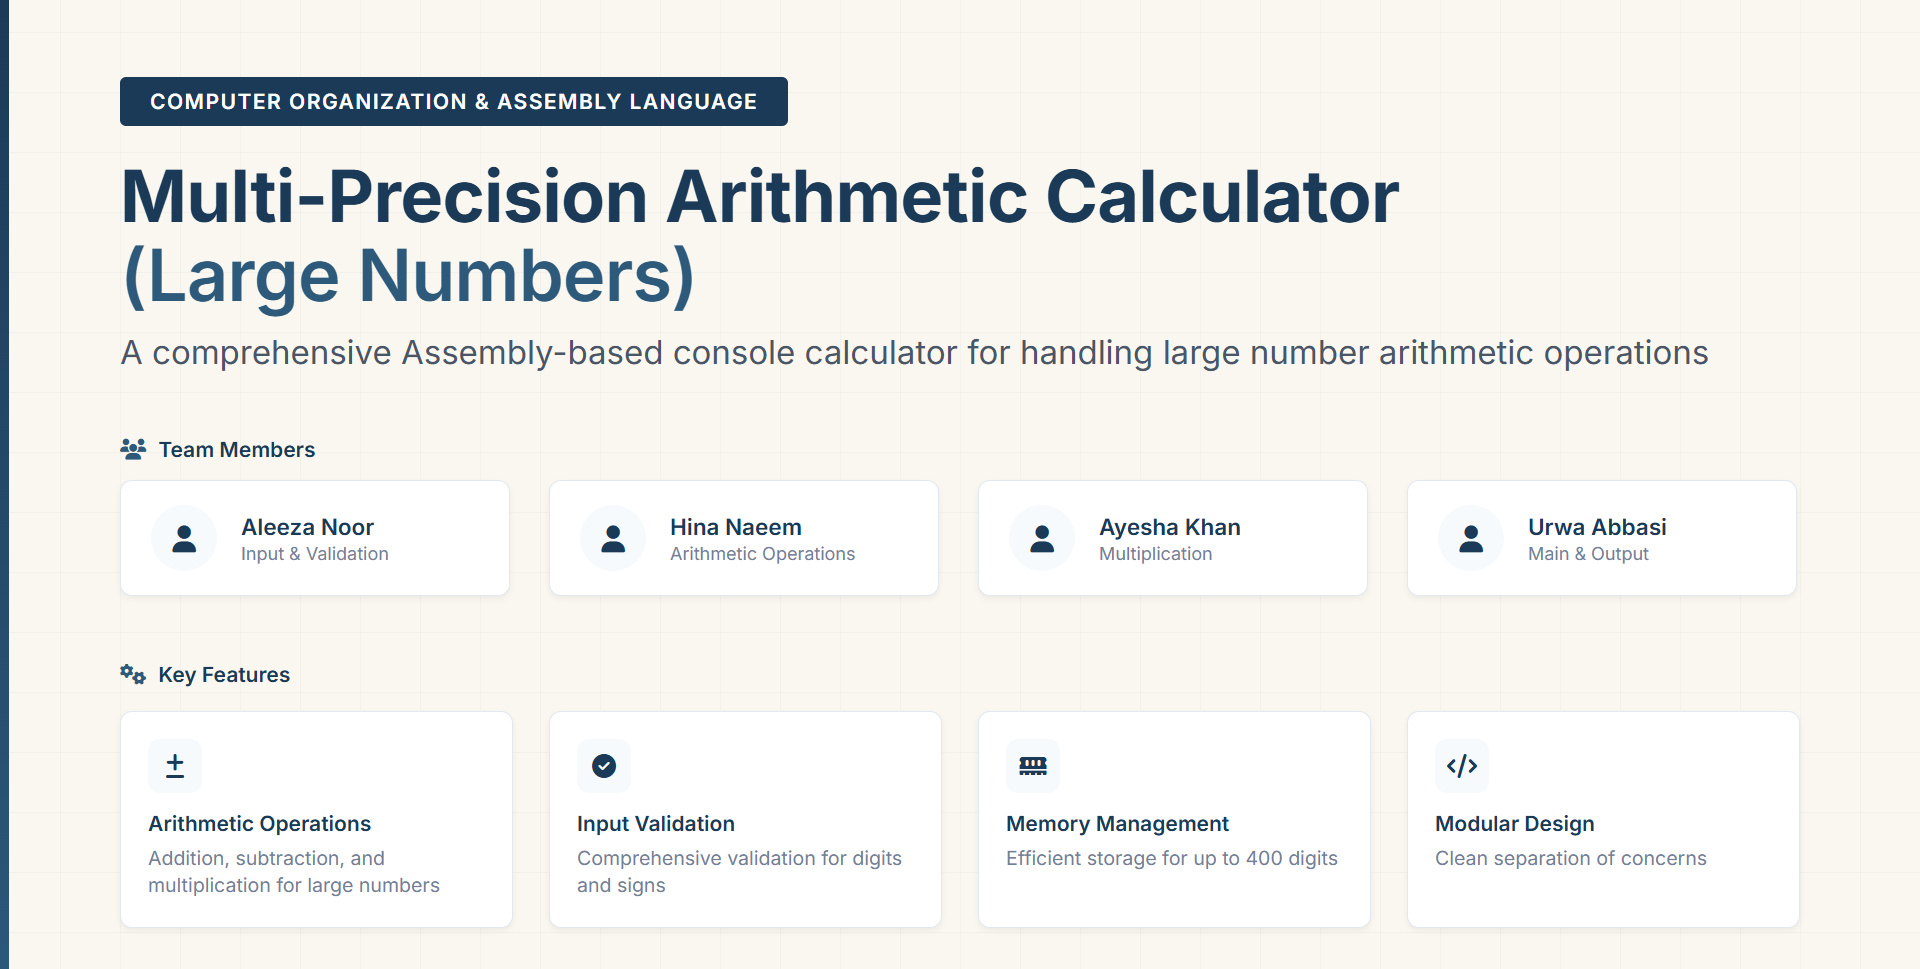 COMPUTER ORGANIZATION & ASSEMBLY LANGUAGE
Multi-Precision Arithmetic Calculator
(Large Numbers)
A comprehensive Assembly-based console calculator for handling large number arithmetic operations
Team Members
Aleeza Noor
Input & Validation
Hina Naeem
Arithmetic Operations
Ayesha Khan
Multiplication
Urwa Abbasi
Main & Output
Key Features
Arithmetic Operations
Addition, subtraction, and
multiplication for large numbers
Input Validation
Comprehensive validation for digits
and signs
Memory Management
Efficient storage for up to 400 digits
Modular Design
Clean separation of concerns